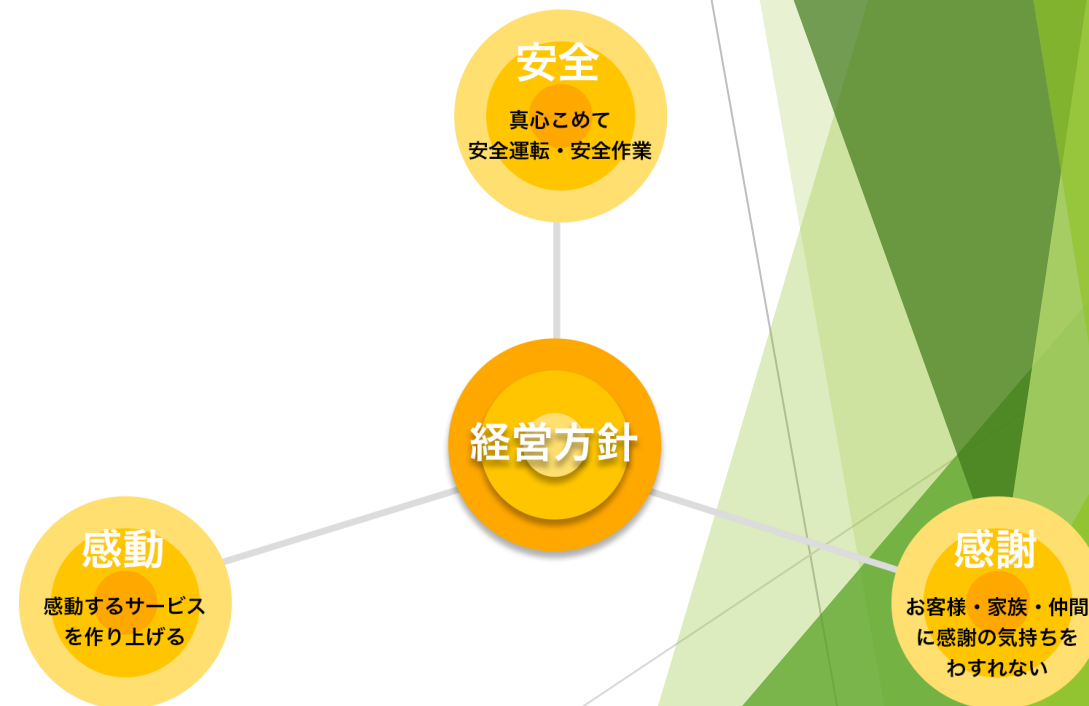 安全
真心こめて
安全運転・安全作業
経営方針
感動
感動するサービス
を作り上げる
感謝
お客様・家族・仲間
に感謝の気持ちを
わすれない